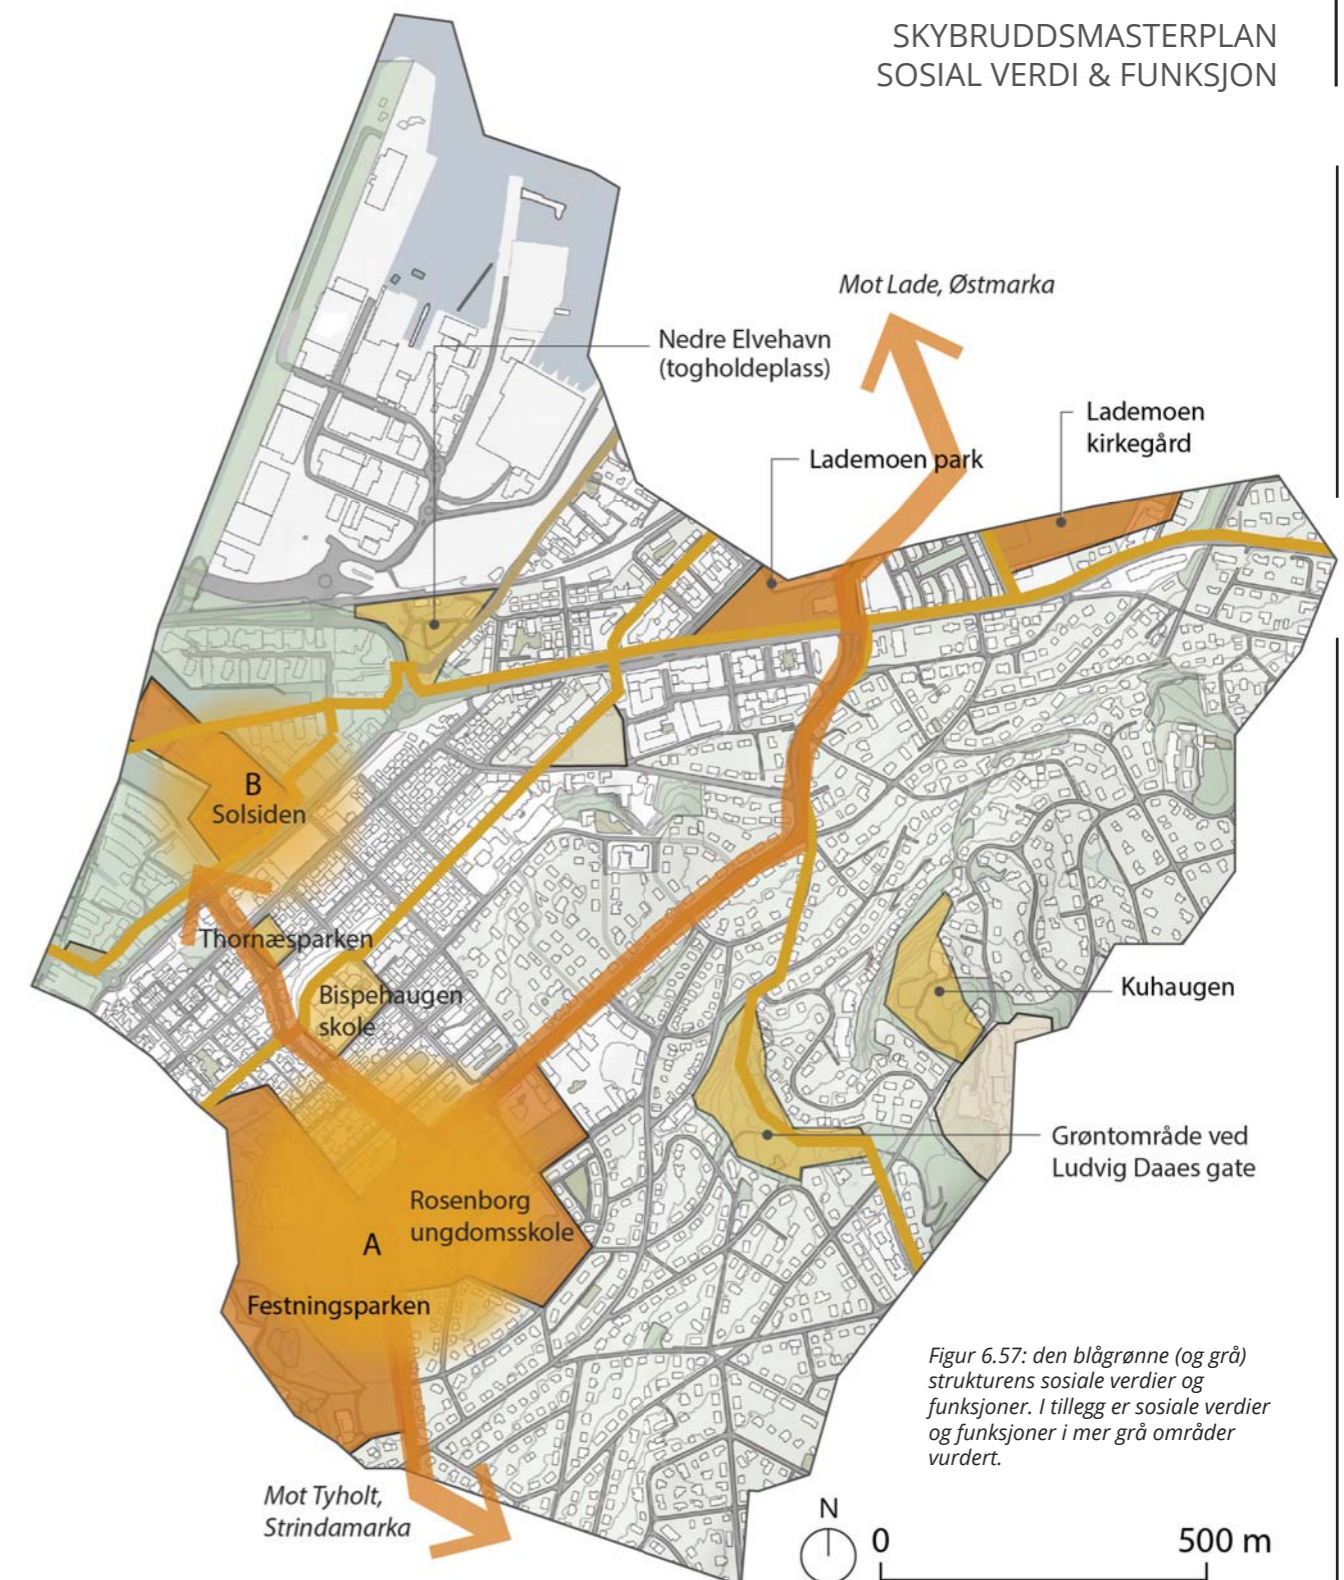 SKYBRUDDSMASTERPLAN
SOSIAL VERDI & FUNKSJON
Mot Lade, Østmarka
Nedre Elvehavn
(togholdeplass)
Lademoen
kirkegård
Lademoen park
B
Solsiden
Thornæsparken
Bispehaugen
skole
Kuhaugen
Grøntområde ved
Ludvig Daaes gate
Rosenborg
ungdomsskole
A
Festningsparken
Figur 6.57: den blågrønne (og grå)
strukturens sosiale verdier og
funksjoner. I tillegg er sosiale verdier
og funksjoner i mer grå områder
vurdert.
Mot Tyholt,
Strindamarka
N
0
500 m